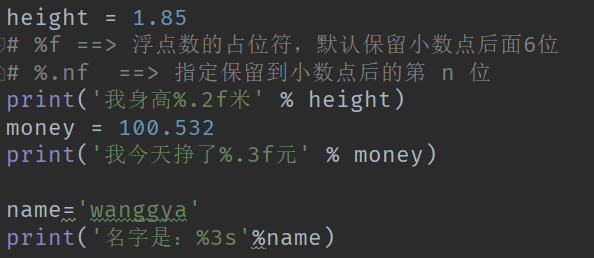 height = 1.85
# %f ==> 浮点数的占位符，默认保留小数点后面6位
# %.nf  ==> 指定保留到小数点后的第 n 位
print('我身高%.2f米' % height)
money = 100.532
print('我今天挣了%.3f元' % money)
name='wanggya'
print('名字是：%3s'%name)